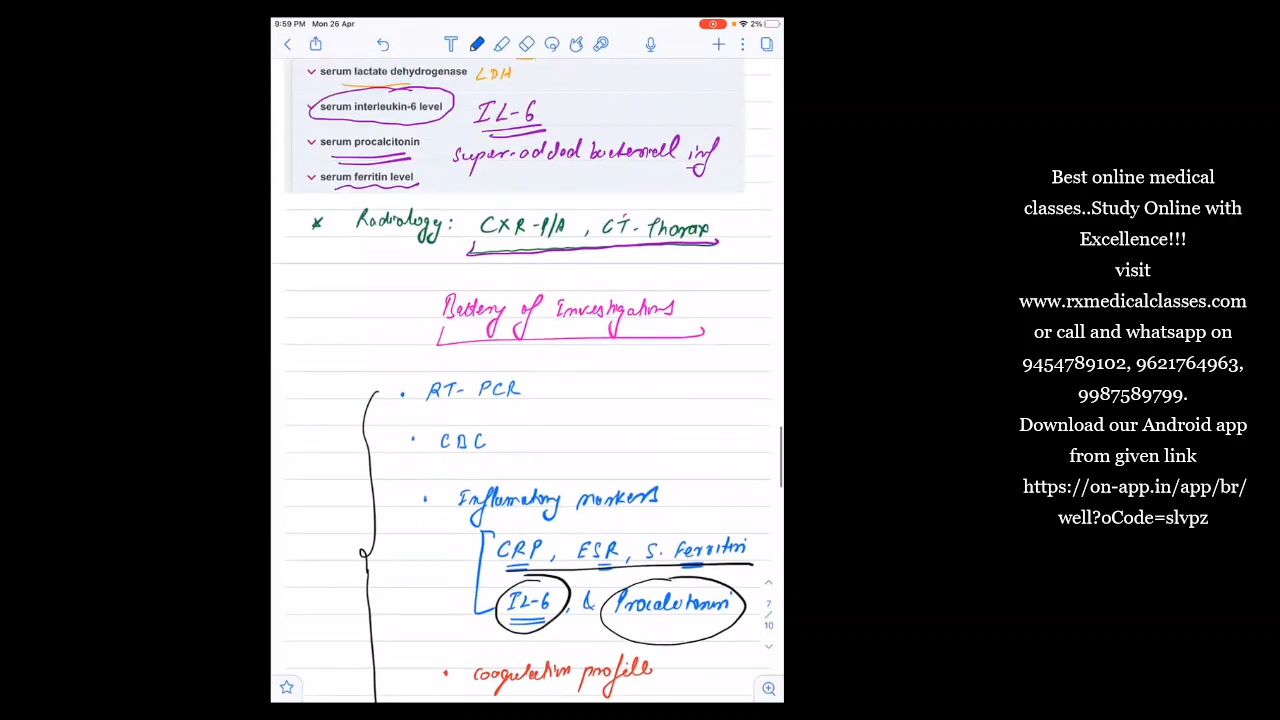 9:59 PM Mon 26 Apr
2%
serum lactate dehydrogenase LDH
serum interleukin-6 level IL-6
serum procalcitonin super-added bacteriall inf
serum ferritin level
* Radiology: CXR-P/A, CT-Thorax
Battery of Investigations
• RT-PCR
• CBC
• Inflamatory markers
CRP, ESR, S. Ferritin
IL-6, & Procalcitonin
• coagulation profile
7
/
10
Best online medical
classes..Study Online with
Excellence!!!
visit
www.rxmedicalclasses.com
or call and whatsapp on
9454789102, 9621764963,
9987589799.
Download our Android app
from given link
https://on-app.in/app/br/
well?oCode=slvpz